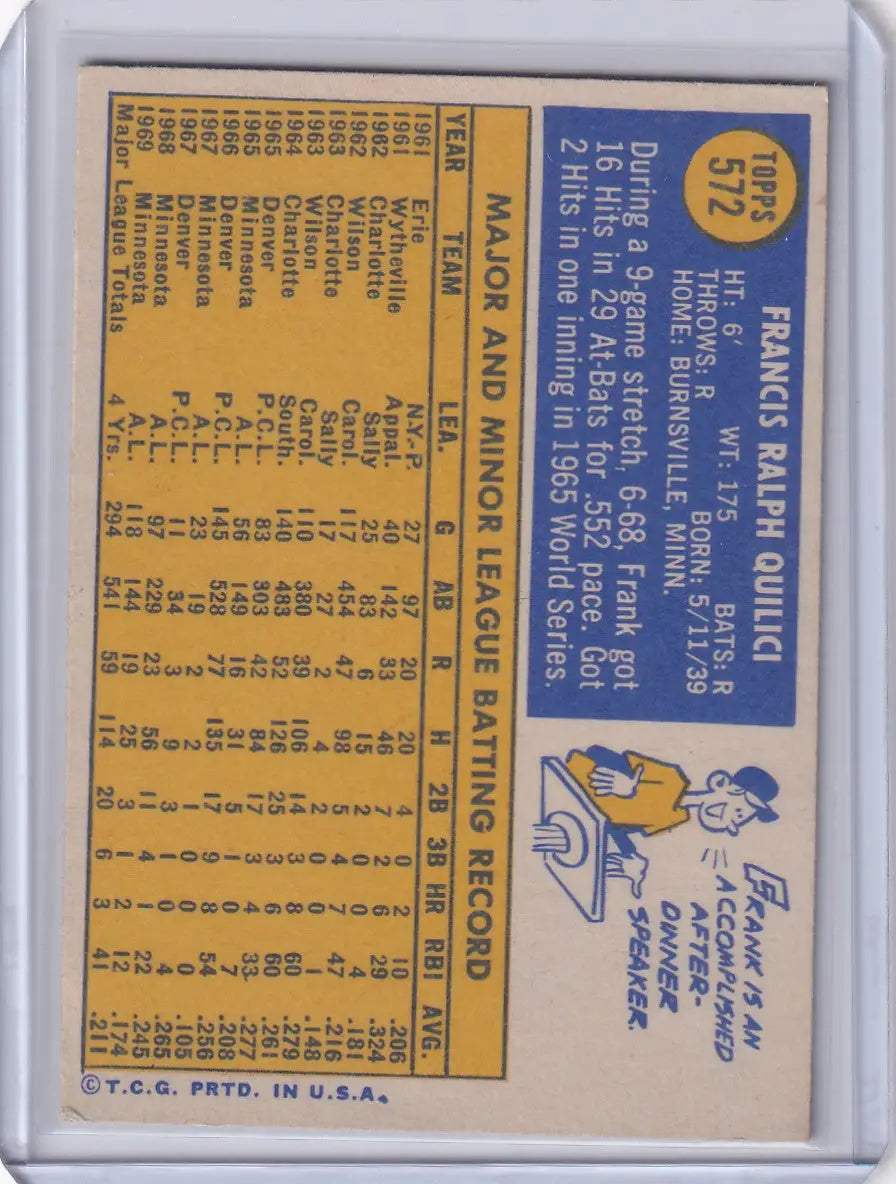 TOPPS
572
FRANCIS RALPH QUILICI
HT: 6' WT: 175 BATS: R
THROWS: R BORN: 5/11/39
HOME: BURNSVILLE, MINN.
During a 9-game stretch, 6-68, Frank got
16 Hits in 29 At-Bats for .552 pace. Got
2 Hits in one inning in 1965 World Series.
FRANK IS AN
ACCOMPLISHED
AFTER-
DINNER
SPEAKER.
MAJOR AND MINOR LEAGUE BATTING RECORD
YEAR TEAM LEA. G AB R H 2B 3B HR RBI AVG.
1961 Erie N.Y.-P. 27 97 20 20 4 0 2 10 .206
1961 Wytheville Appal. 40 142 33 46 7 2 6 29 .324
1962 Charlotte Sally 25 83 6 15 2 0 0 4 .181
1962 Wilson Carol. 117 454 47 98 5 4 7 47 .216
1963 Charlotte Sally 17 27 2 4 2 0 0 1 .148
1963 Wilson Carol. 110 380 39 106 14 3 8 60 .279
1964 Charlotte South. 140 483 52 126 25 3 6 60 .261
1965 Denver P.C.L. 83 303 42 84 17 3 4 33 .277
1965 Minnesota A.L. 56 149 16 31 5 1 0 7 .208
1966 Denver P.C.L. 145 528 77 135 17 9 8 54 .256
1967 Minnesota A.L. 23 19 2 2 1 0 0 0 .105
1967 Denver P.C.L. 11 34 3 9 3 1 0 4 .265
1968 Minnesota A.L. 97 229 23 56 11 4 1 22 .245
1969 Minnesota A.L. 118 144 19 25 3 1 2 12 .174
Major League Totals 4 Yrs. 294 541 59 114 20 6 3 41 .211
© T.C.G. PRTD. IN U.S.A.